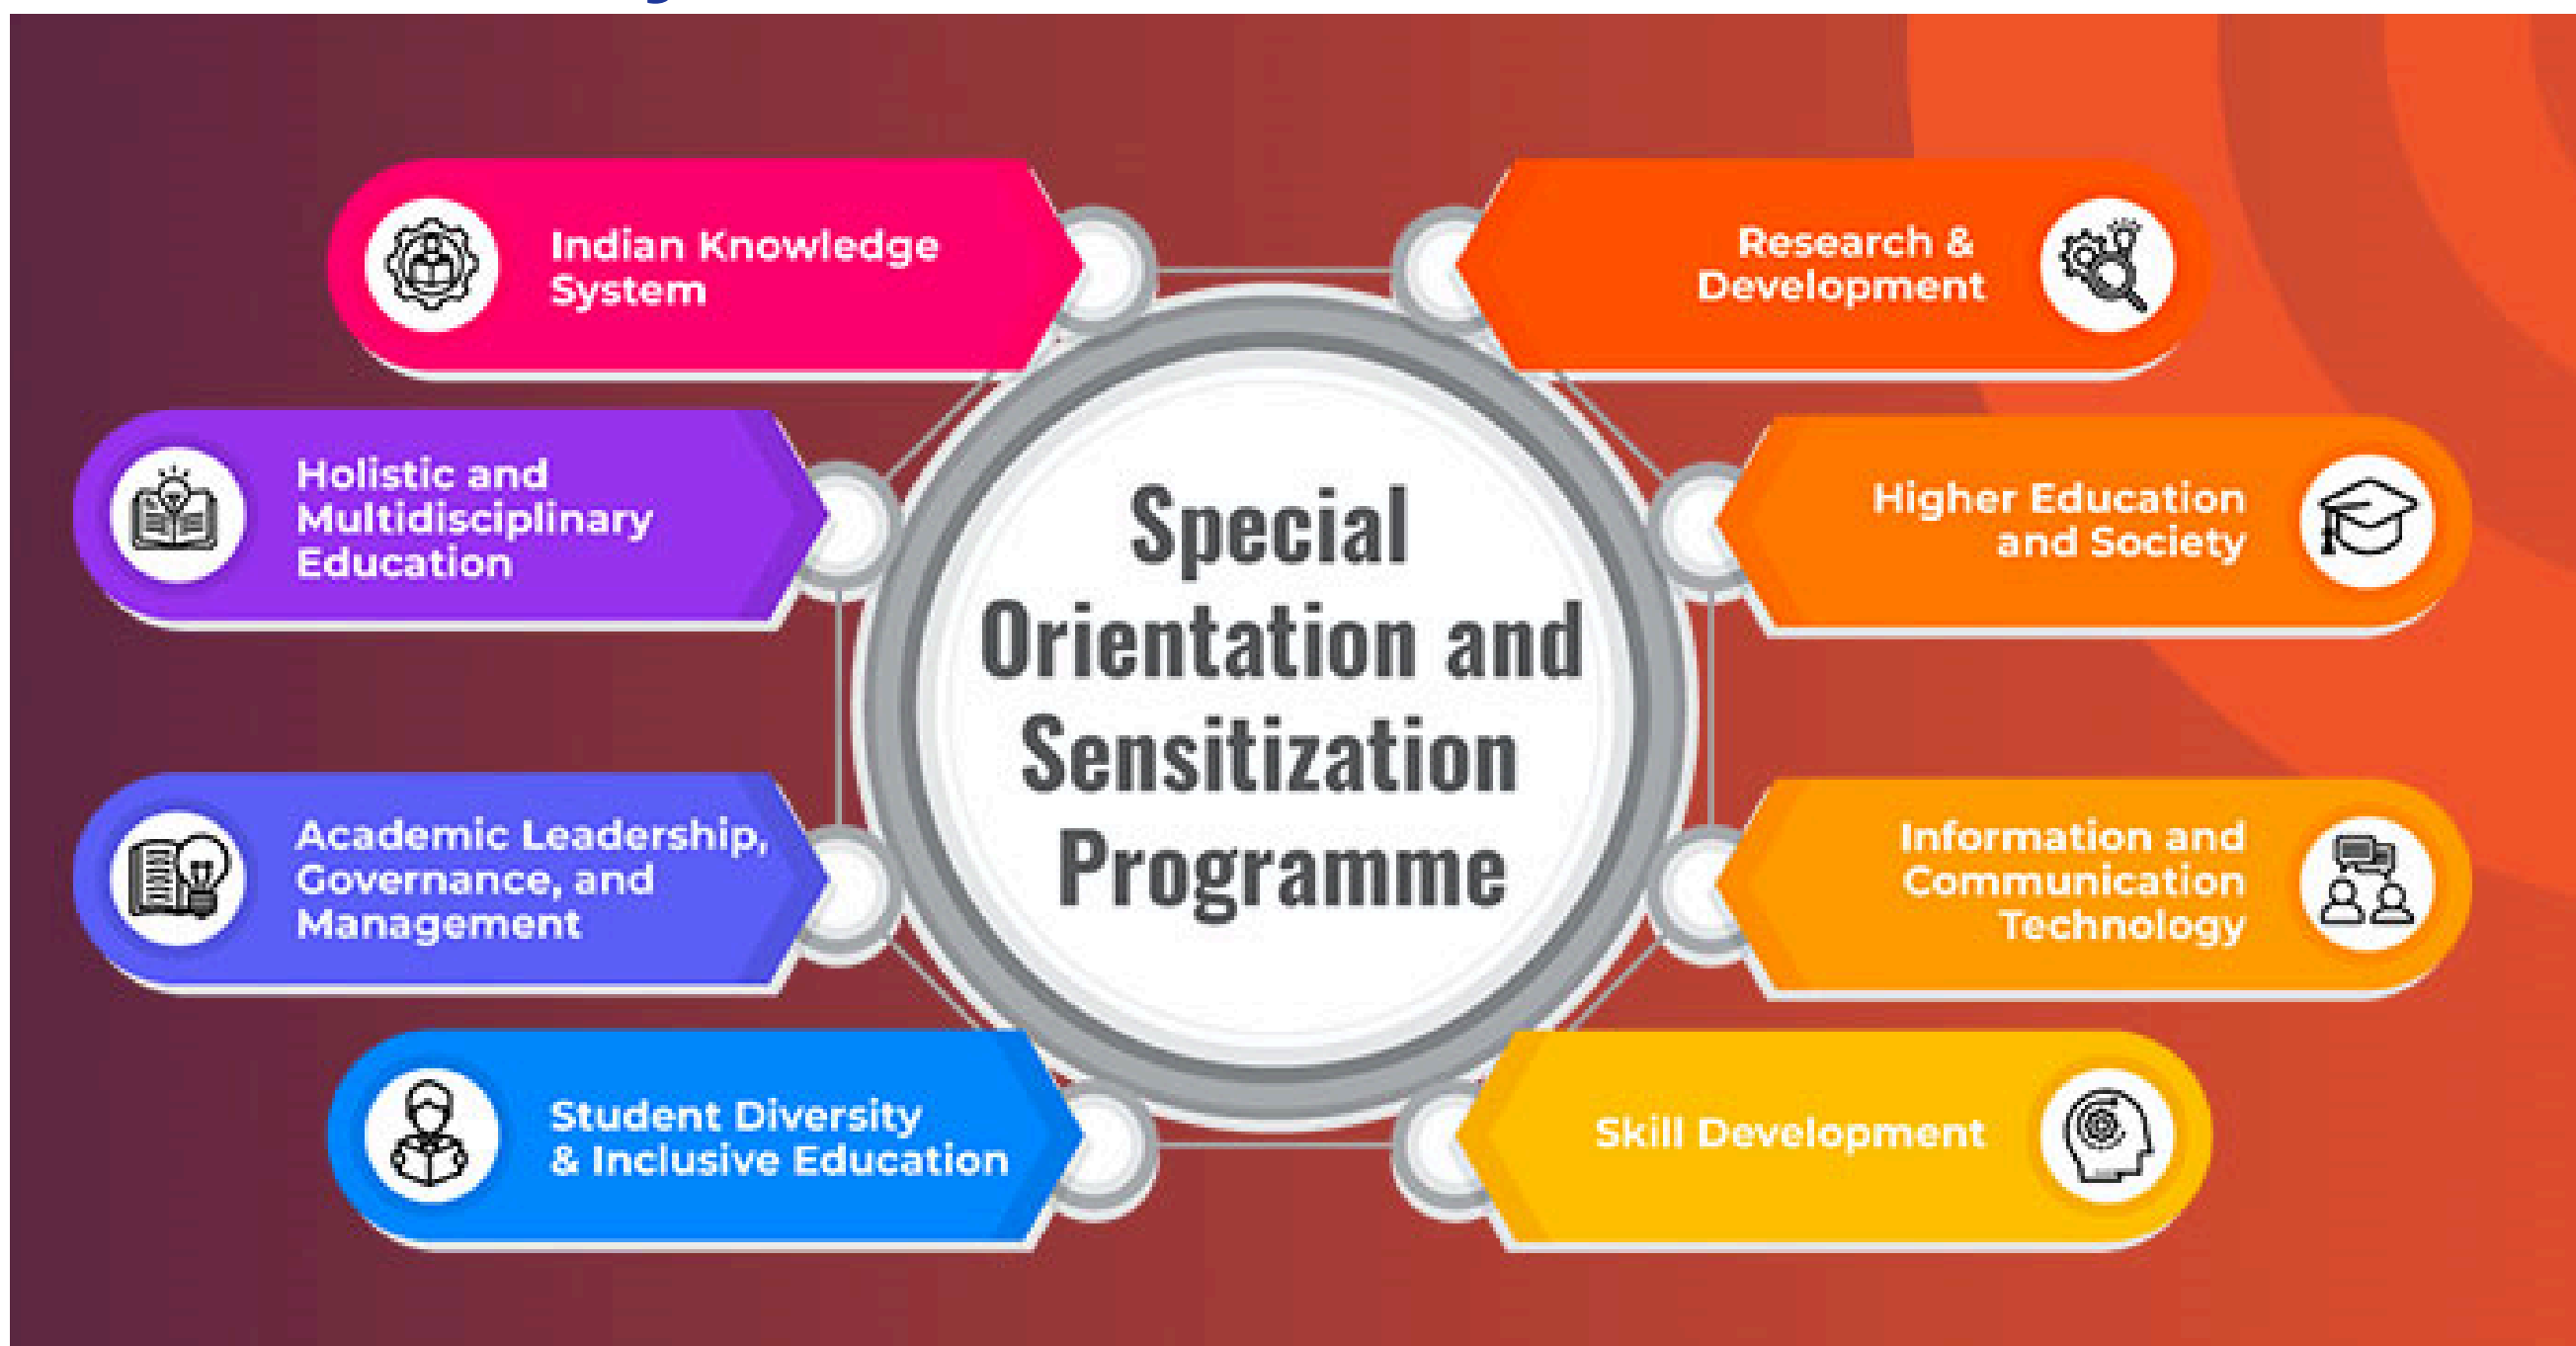 Special
Orientation and
Sensitization
Programme
Indian Knowledge
System
Holistic and
Multidisciplinary
Education
Academic Leadership,
Governance, and
Management
Student Diversity
& Inclusive Education
Research &
Development
Higher Education
and Society
Information and
Communication
Technology
Skill Development